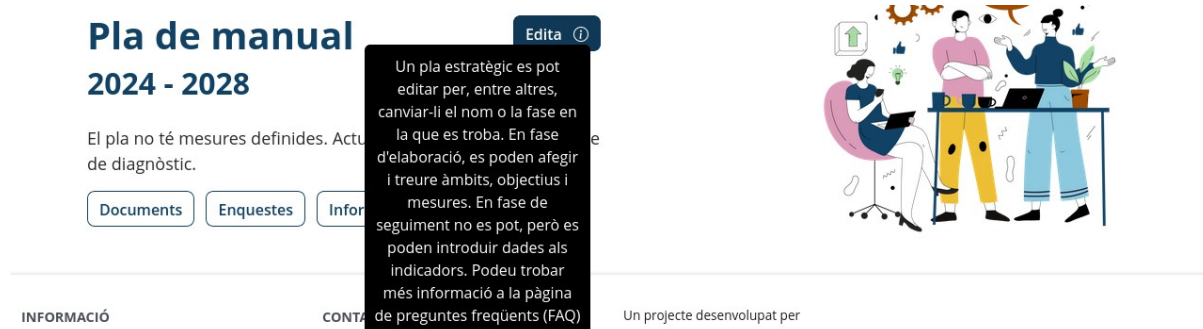 Pla de manual
2024 - 2028
Edita
El pla no té mesures definides. Actu
e
de diagnòstic.
Documents
Enquestes
Infor
Un pla estratègic es pot
editar per, entre altres,
canviar-li el nom o la fase en
la que es troba. En fase
d'elaboració, es poden afegir
i treure àmbits, objectius i
mesures. En fase de
seguiment no es pot, però es
poden introduir dades als
indicadors. Podeu trobar
més informació a la pàgina
de preguntes freqüents (FAQ)
INFORMACIÓ
CONTA
Un projecte desenvolupat per